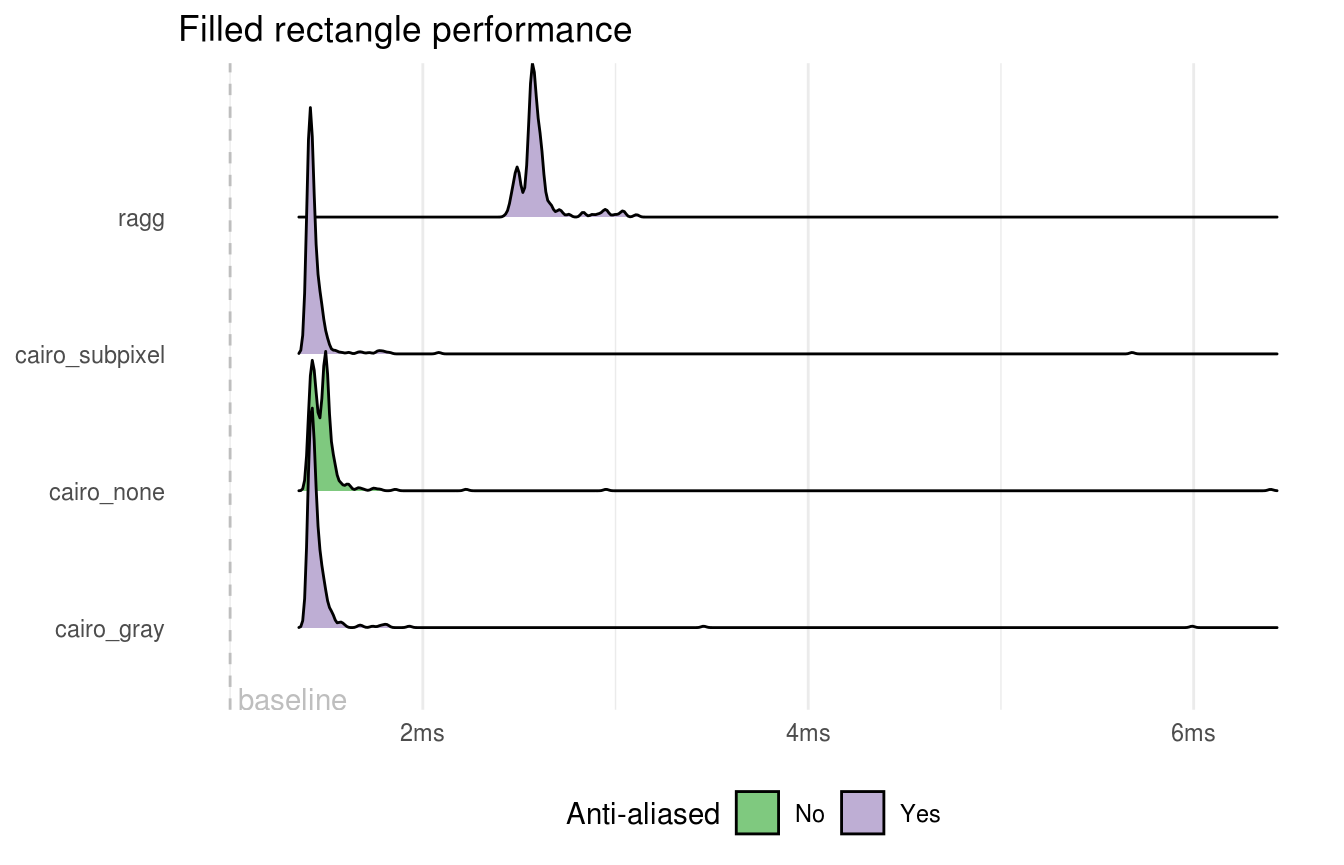 Filled rectangle performance
ragg
cairo_subpixel
cairo_none
cairo_gray
baseline
2ms 4ms 6ms
Anti-aliased No Yes